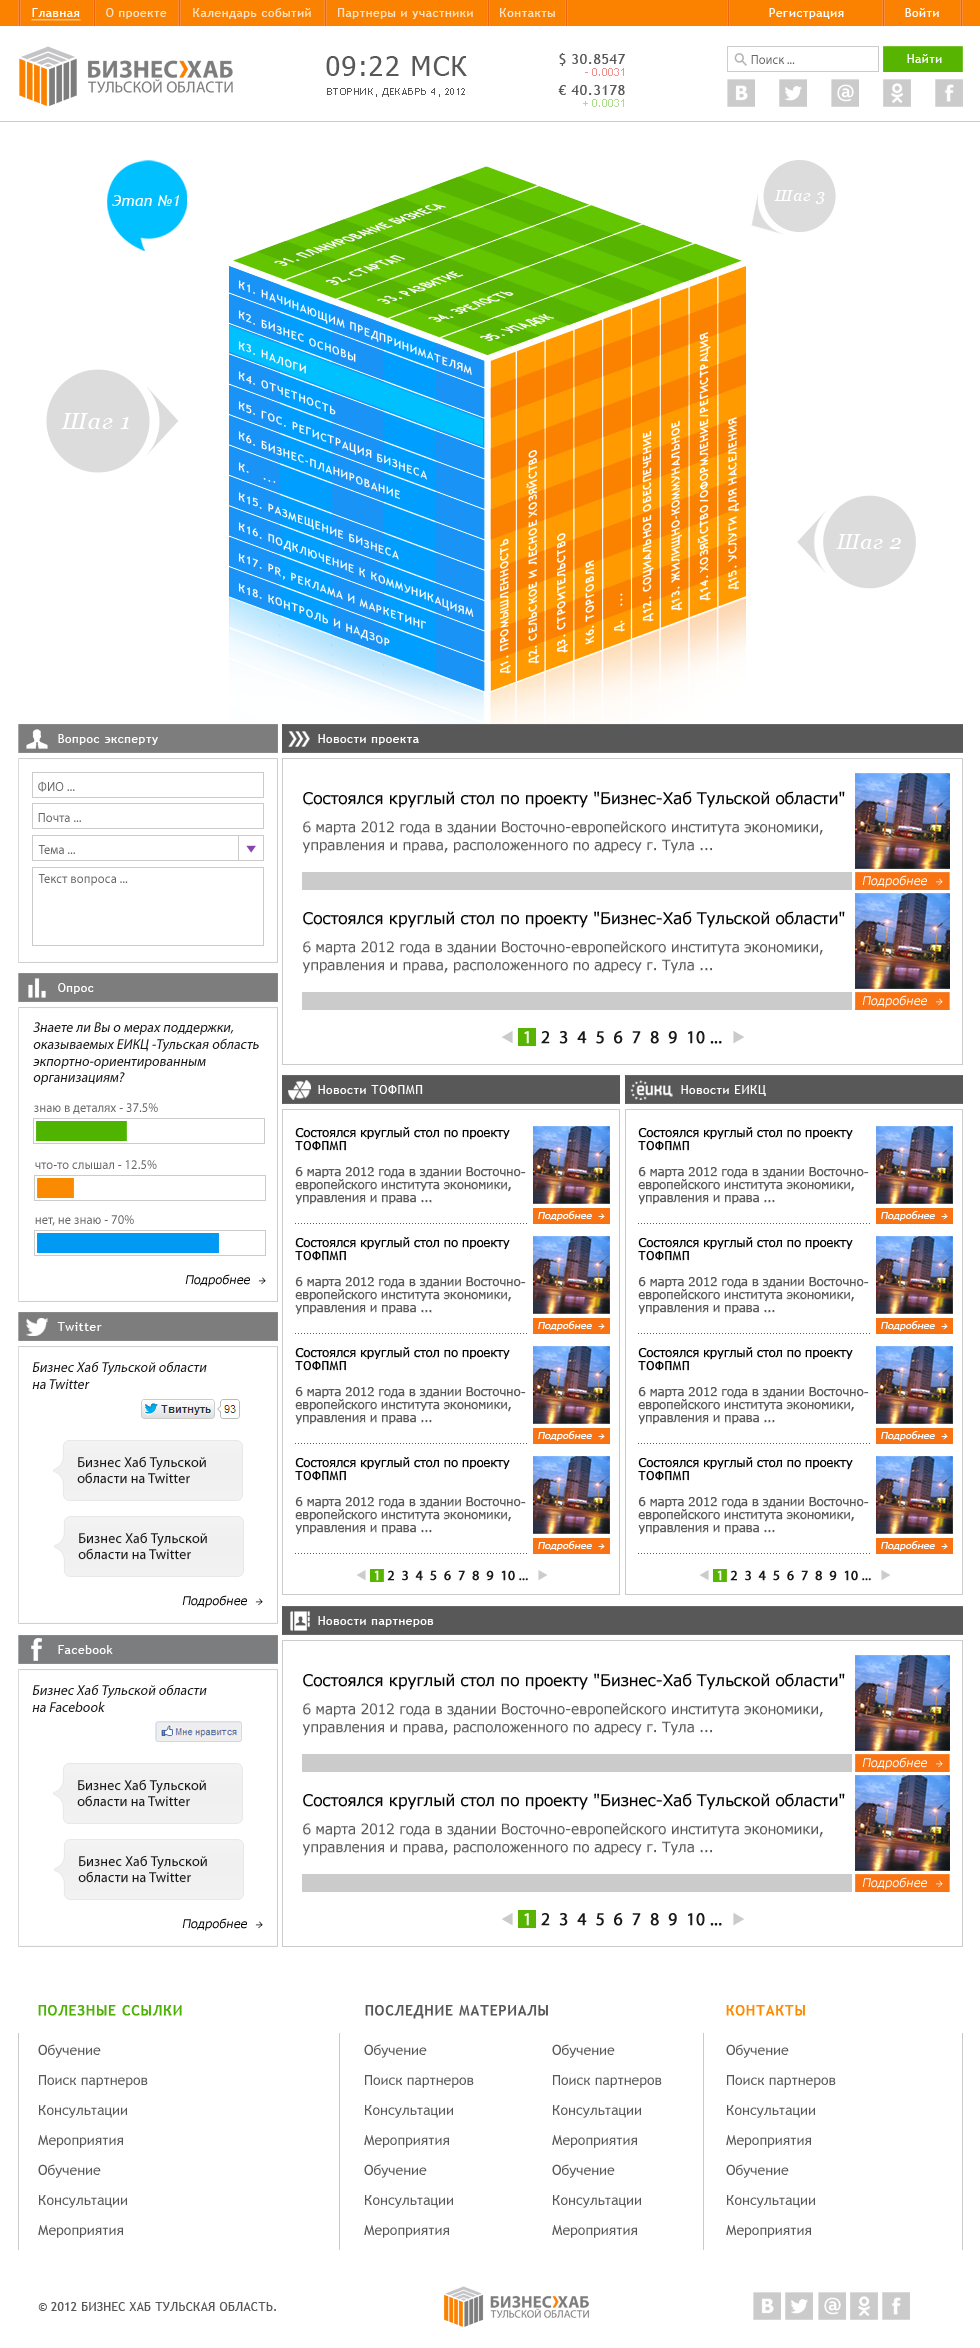 Главная О проекте Календарь событий Партнеры и участники Контакты Регистрация Войти
БИЗНЕСХАБ
ТУЛЬСКОЙ ОБЛАСТИ
09:22 МСК
ВТОРНИК, ДЕКАБРЬ 4, 2012
$ 30.8547
- 0.0031
€ 40.3178
+ 0.0031
Поиск ...
Найти
Этап №1
Шаг 3
Шаг 1
Шаг 2
Э1. ПЛАНИРОВАНИЕ БИЗНЕСА
Э2. СТАРТАП
Э3. РАЗВИТИЕ
Э4. ЗРЕЛОСТЬ
Э5. УПАДОК
К1. НАЧИНАЮЩИМ ПРЕДПРИНИМАТЕЛЯМ
К2. БИЗНЕС ОСНОВЫ
К3. НАЛОГИ
К4. ОТЧЕТНОСТЬ
К5. ГОС. РЕГИСТРАЦИЯ БИЗНЕСА
К6. БИЗНЕС-ПЛАНИРОВАНИЕ
К. ...
К15. РАЗМЕЩЕНИЕ БИЗНЕСА
К16. ПОДКЛЮЧЕНИЕ К КОММУНИКАЦИЯМ
К17. PR, РЕКЛАМА И МАРКЕТИНГ
К18. КОНТРОЛЬ И НАДЗОР
Д1. ПРОМЫШЛЕННОСТЬ
Д2. СЕЛЬСКОЕ И ЛЕСНОЕ ХОЗЯЙСТВО
Д3. СТРОИТЕЛЬСТВО
К6. ТОРГОВЛЯ
Д. ...
Д12. СОЦИАЛЬНОЕ ОБЕСПЕЧЕНИЕ
Д13. ЖИЛИЩНО-КОММУНАЛЬНОЕ
Д14. ХОЗЯЙСТВО/ОФОРМЛЕНИЕ/РЕГИСТРАЦИЯ
Д15. УСЛУГИ ДЛЯ НАСЕЛЕНИЯ
Вопрос эксперту
ФИО ...
Почта ...
Тема ...
Текст вопроса ...
Опрос
Знаете ли Вы о мерах поддержки,
оказываемых ЕИКЦ -Тульская область
экпортно-ориентированным
организациям?
знаю в деталях - 37.5%
что-то слышал - 12.5%
нет, не знаю - 70%
Подробнее
Twitter
Бизнес Хаб Тульской области
на Twitter
Твитнуть 93
Бизнес Хаб Тульской
области на Twitter
Бизнес Хаб Тульской
области на Twitter
Подробнее
Facebook
Бизнес Хаб Тульской области
на Facebook
Мне нравится
Бизнес Хаб Тульской
области на Twitter
Бизнес Хаб Тульской
области на Twitter
Подробнее
Новости проекта
Состоялся круглый стол по проекту "Бизнес-Хаб Тульской области"
6 марта 2012 года в здании Восточно-европейского института экономики,
управления и права, расположенного по адресу г. Тула ...
Подробнее
Состоялся круглый стол по проекту "Бизнес-Хаб Тульской области"
6 марта 2012 года в здании Восточно-европейского института экономики,
управления и права, расположенного по адресу г. Тула ...
Подробнее
1 2 3 4 5 6 7 8 9 10 ...
Новости ТОФПМП
Состоялся круглый стол по проекту
ТОФПМП
6 марта 2012 года в здании Восточно-
европейского института экономики,
управления и права ...
Подробнее
Состоялся круглый стол по проекту
ТОФПМП
6 марта 2012 года в здании Восточно-
европейского института экономики,
управления и права ...
Подробнее
Состоялся круглый стол по проекту
ТОФПМП
6 марта 2012 года в здании Восточно-
европейского института экономики,
управления и права ...
Подробнее
Состоялся круглый стол по проекту
ТОФПМП
6 марта 2012 года в здании Восточно-
европейского института экономики,
управления и права ...
Подробнее
1 2 3 4 5 6 7 8 9 10 ...
еикц Новости ЕИКЦ
Состоялся круглый стол по проекту
ТОФПМП
6 марта 2012 года в здании Восточно-
европейского института экономики,
управления и права ...
Подробнее
Состоялся круглый стол по проекту
ТОФПМП
6 марта 2012 года в здании Восточно-
европейского института экономики,
управления и права ...
Подробнее
Состоялся круглый стол по проекту
ТОФПМП
6 марта 2012 года в здании Восточно-
европейского института экономики,
управления и права ...
Подробнее
Состоялся круглый стол по проекту
ТОФПМП
6 марта 2012 года в здании Восточно-
европейского института экономики,
управления и права ...
Подробнее
1 2 3 4 5 6 7 8 9 10 ...
Новости партнеров
Состоялся круглый стол по проекту "Бизнес-Хаб Тульской области"
6 марта 2012 года в здании Восточно-европейского института экономики,
управления и права, расположенного по адресу г. Тула ...
Подробнее
Состоялся круглый стол по проекту "Бизнес-Хаб Тульской области"
6 марта 2012 года в здании Восточно-европейского института экономики,
управления и права, расположенного по адресу г. Тула ...
Подробнее
1 2 3 4 5 6 7 8 9 10 ...
ПОЛЕЗНЫЕ ССЫЛКИ
Обучение
Поиск партнеров
Консультации
Мероприятия
Обучение
Консультации
Мероприятия
ПОСЛЕДНИЕ МАТЕРИАЛЫ
Обучение
Поиск партнеров
Консультации
Мероприятия
Обучение
Консультации
Мероприятия
Обучение
Поиск партнеров
Консультации
Мероприятия
Обучение
Консультации
Мероприятия
КОНТАКТЫ
Обучение
Поиск партнеров
Консультации
Мероприятия
Обучение
Консультации
Мероприятия
© 2012 БИЗНЕС ХАБ ТУЛЬСКАЯ ОБЛАСТЬ.
БИЗНЕСХАБ
ТУЛЬСКОЙ ОБЛАСТИ